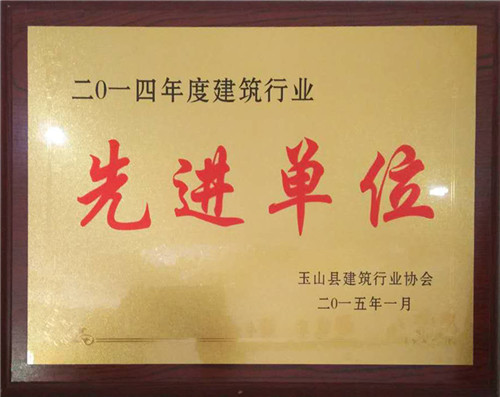 二0一四年度建筑行业
先进单位
玉山县建筑行业协会
二0一五年一月